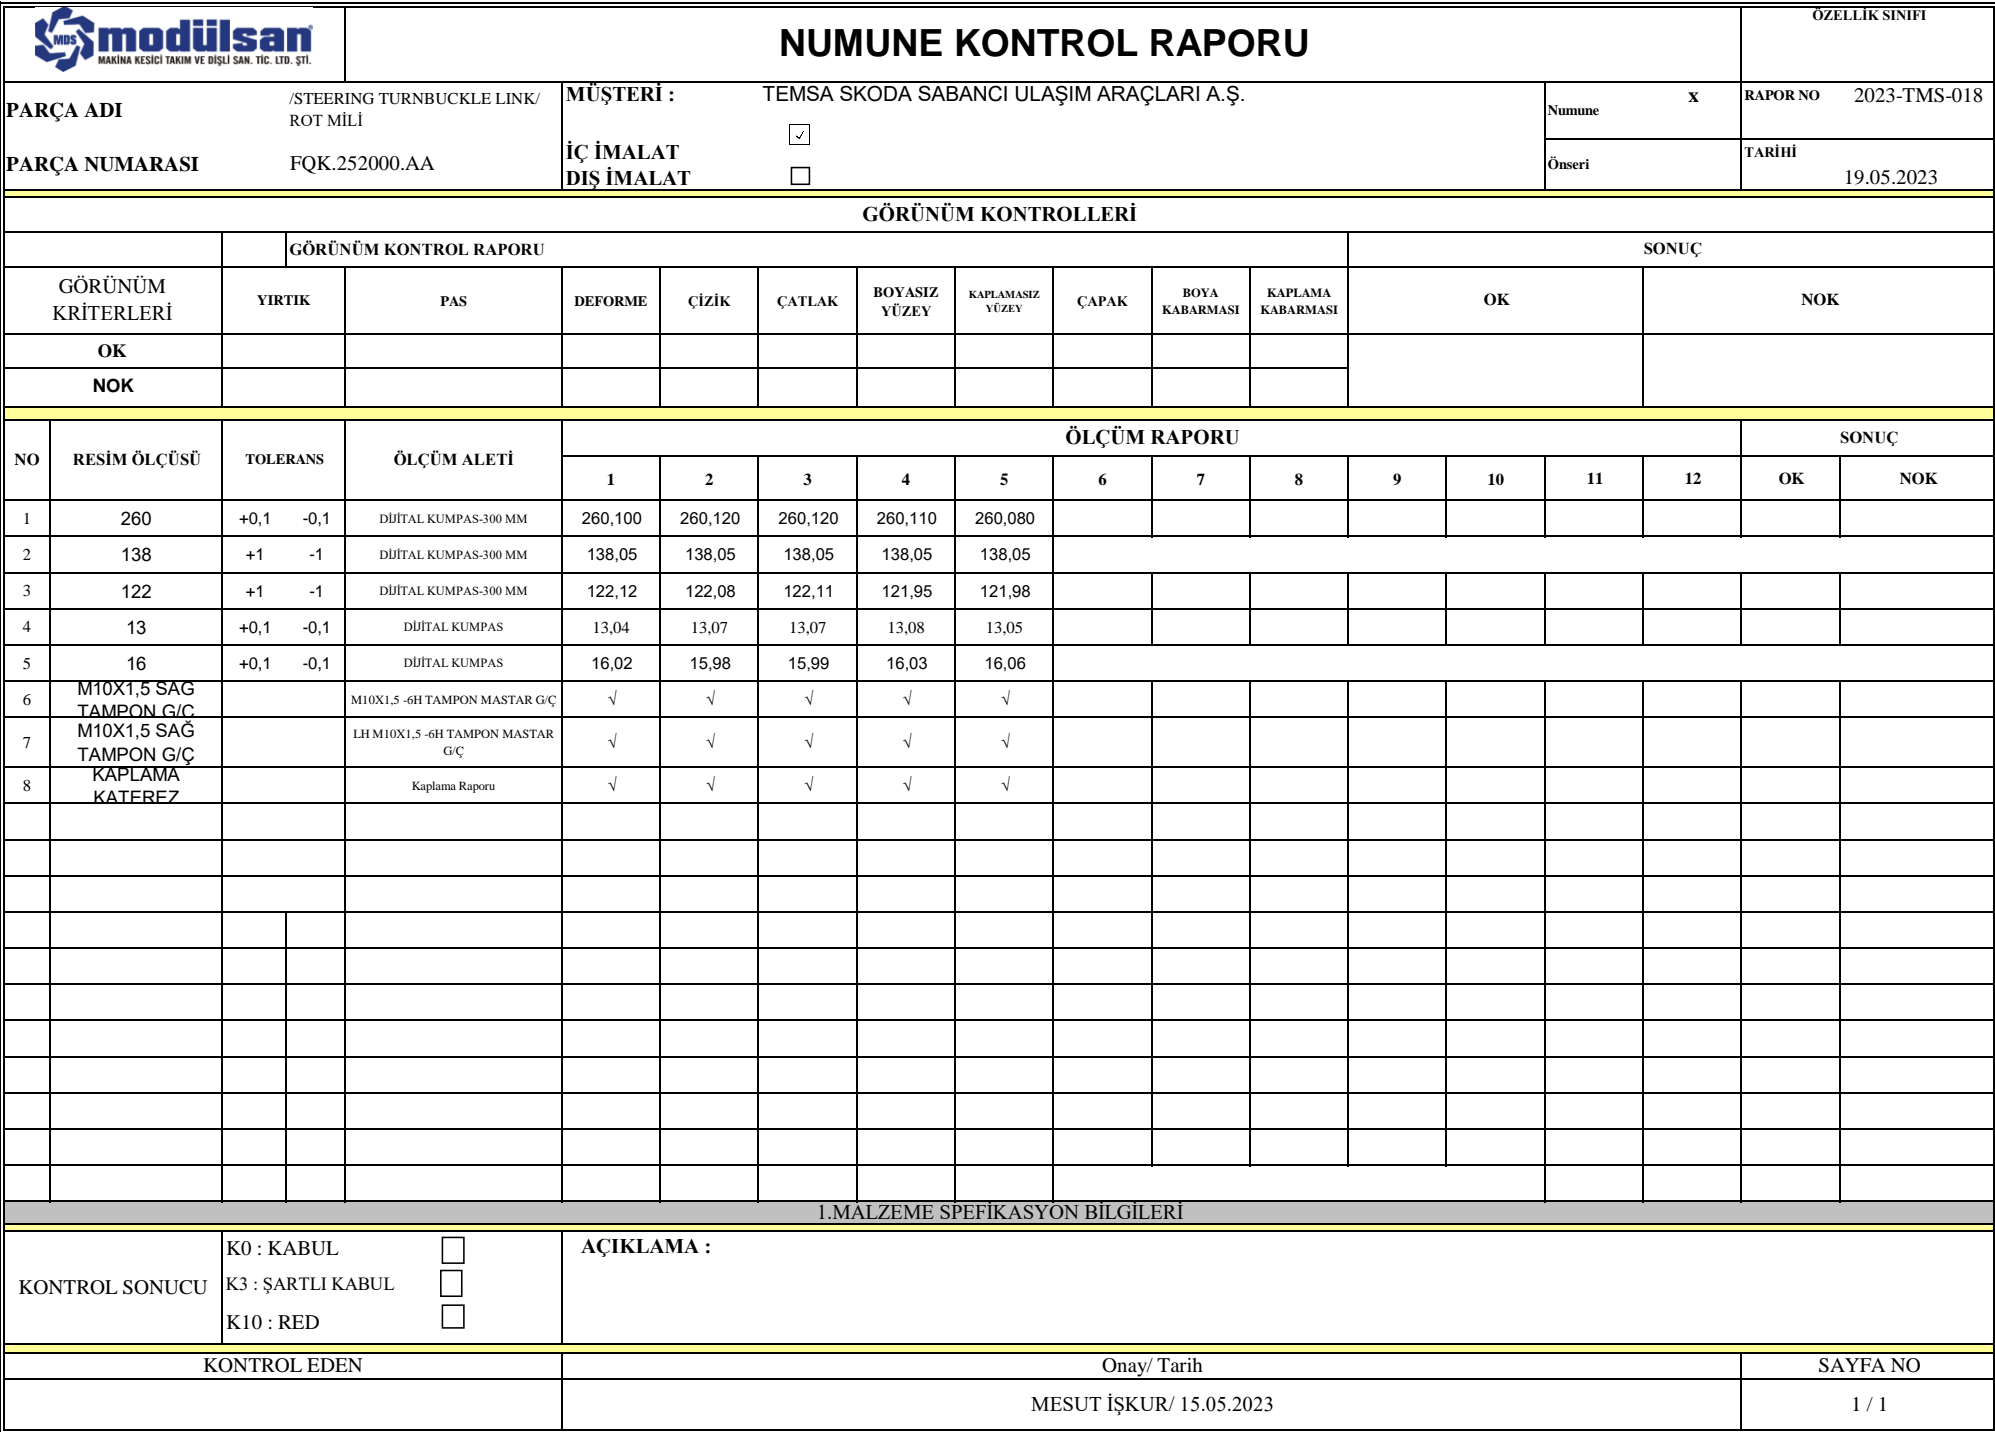 MDS modülsan
MAKİNA KESİCİ TAKIM VE DİŞLİ SAN. TİC. LTD. ŞTİ.
NUMUNE KONTROL RAPORU
ÖZELLİK SINIFI
PARÇA ADI
/STEERING TURNBUCKLE LINK/
ROT MİLİ
PARÇA NUMARASI FQK.252000.AA
MÜŞTERİ : TEMSA SKODA SABANCI ULAŞIM ARAÇLARI A.Ş.
İÇ İMALAT ✓
DIŞ İMALAT
Numune x
Önseri
RAPOR NO 2023-TMS-018
TARİHİ
19.05.2023
GÖRÜNÜM KONTROLLERİ
GÖRÜNÜM KONTROL RAPORU SONUÇ
GÖRÜNÜM
KRİTERLERİ
YIRTIK PAS DEFORME ÇİZİK ÇATLAK
BOYASIZ
YÜZEY
KAPLAMASIZ
YÜZEY
ÇAPAK
BOYA
KABARMASI
KAPLAMA
KABARMASI
OK NOK
OK
NOK
NO RESİM ÖLÇÜSÜ TOLERANS ÖLÇÜM ALETİ ÖLÇÜM RAPORU SONUÇ
1 2 3 4 5 6 7 8 9 10 11 12 OK NOK
1 260 +0,1 -0,1 DİJİTAL KUMPAS-300 MM 260,100 260,120 260,120 260,110 260,080
2 138 +1 -1 DİJİTAL KUMPAS-300 MM 138,05 138,05 138,05 138,05 138,05
3 122 +1 -1 DİJİTAL KUMPAS-300 MM 122,12 122,08 122,11 121,95 121,98
4 13 +0,1 -0,1 DİJİTAL KUMPAS 13,04 13,07 13,07 13,08 13,05
5 16 +0,1 -0,1 DİJİTAL KUMPAS 16,02 15,98 15,99 16,03 16,06
6 M10X1,5 SAĞ
TAMPON G/Ç
M10X1,5 -6H TAMPON MASTAR G/Ç √ √ √ √ √
7 M10X1,5 SAĞ
TAMPON G/Ç
LH M10X1,5 -6H TAMPON MASTAR
G/Ç
√ √ √ √ √
8 KAPLAMA
KATEREZ
Kaplama Raporu √ √ √ √ √
1.MALZEME SPEFİKASYON BİLGİLERİ
KONTROL SONUCU
K0 : KABUL
K3 : ŞARTLI KABUL
K10 : RED
AÇIKLAMA :
KONTROL EDEN Onay/ Tarih SAYFA NO
MESUT İŞKUR/ 15.05.2023 1 / 1